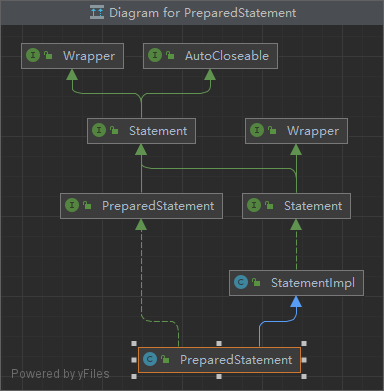 Diagram for PreparedStatement
I Wrapper
I AutoCloseable
I Statement
I Wrapper
I PreparedStatement
I Statement
C StatementImpl
C PreparedStatement
Powered by yFiles